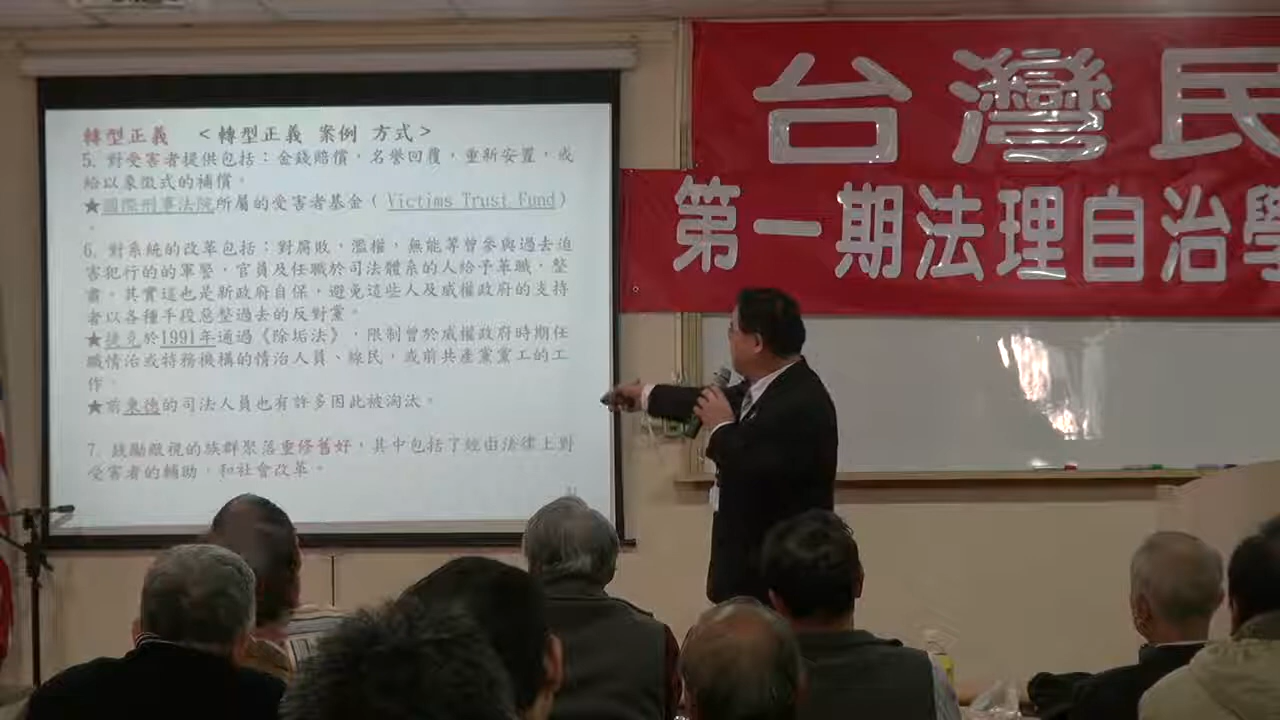 轉型正義 <轉型正義 案例 方式>
5. 對受害者提供包括：金錢賠償，名譽回覆，重新安置，或
給以象徵式的補償。
★國際刑事法院所屬的受害者基金（Victims Trust Fund）
。
6. 對系統的改革包括：對腐敗，濫權，無能等曾參與過去迫
害犯行的的軍警，官員及任職於司法體系的人給予革職，整
肅。其實這也是新政府自保，避免這些人及威權政府的支持
者以各種手段惡整過去的反對黨。
★捷克於1991年通過《除垢法》，限制曾於威權政府時期任
職情治或特務機構的情治人員、線民，或前共產黨黨工的工
作。
★前東德的司法人員也有許多因此被淘汰。
7. 鼓勵敵視的族群聚落重修舊好，其中包括了經由法律上對
受害者的輔助，和社會改革。
台灣民
第一期法理自治學